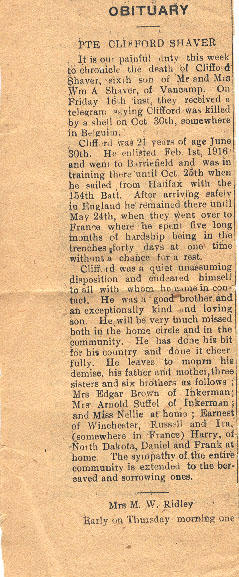 OBITUARY
PTE CLIFFORD SHAVER
It is our painful duty this week
to chronicle the death of Clifford
Shaver, sixth son of Mr and Mrs
Wm A Shaver, of Vancamp. On
Friday 16th inst, they received a
telegram saying Clifford was killed
by a shell on Oct. 30th, somewhere
in Belguim.
Clifford was 21 years of age June
30th. He enlisted Feb. 1st, 1916
and went to Barriefield and was in
training there until Oct. 25th when
he sailed from Halifax with the
154th Batt. After arriving safely
in England he remained there until
May 24th, when they went over to
France where he spent five long
months of hardship being in the
trenches forty days at one time
without a chance for a rest.
Clifford was a quiet unassuming
disposition and endeared himself
to all with whom he came in con-
tact. He was a good brother and
an exceptionally kind and loving
son. He will be very much missed
both in the home circle and in the
community. He has done his bit
for his country and done it cheer
fully. He leaves to mourn his
demise, his father and mother, three
sisters and six brothers as follows ;
Mrs Edgar Brown of Inkerman;
Mrs Arnold Suffel of Inkerman;
and Miss Nellie at home ; Earnest
of Winchester, Russell and Ira,
(somewhere in France) Harry, of
North Dakota, Daniel and Frank at
home. The sympathy of the entire
community is extended to the ber-
eaved and sorrowing ones.
Mrs M. W. Ridley
Early on Thursday morning one